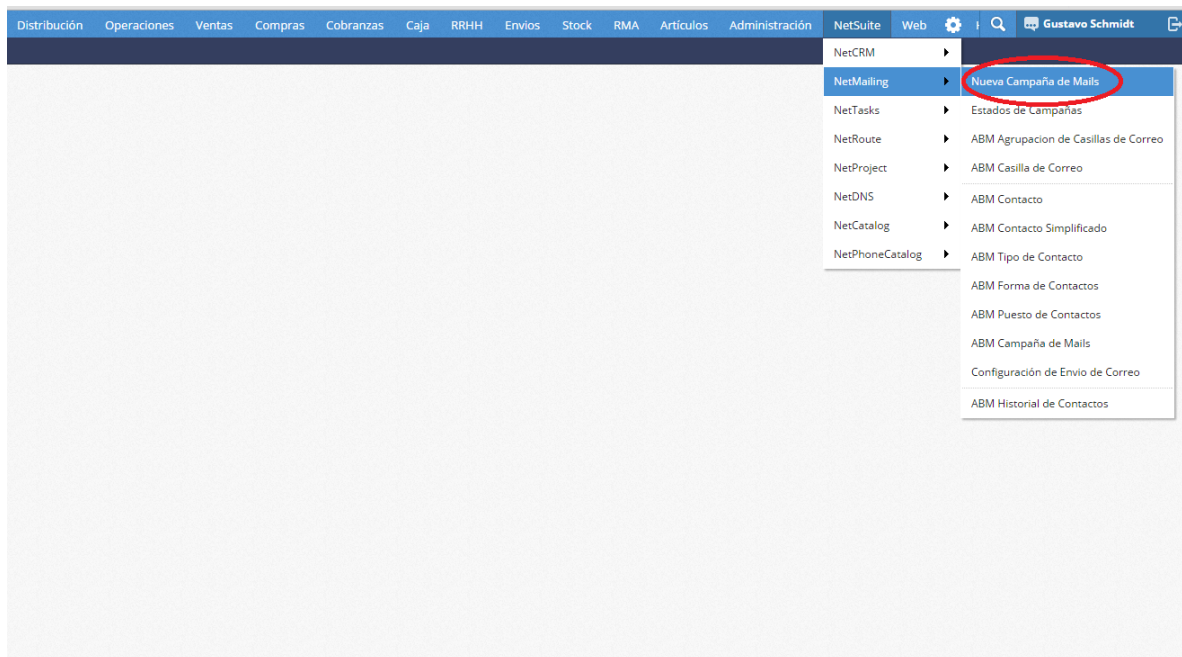 Distribución Operaciones Ventas Compras Cobranzas Caja RRHH Envios Stock RMA Artículos Administración NetSuite Web Gustavo Schmidt
NetCRM
NetMailing
NetTasks
NetRoute
NetProject
NetDNS
NetCatalog
NetPhoneCatalog
Nueva Campaña de Mails
Estados de Campañas
ABM Agrupacion de Casillas de Correo
ABM Casilla de Correo
ABM Contacto
ABM Contacto Simplificado
ABM Tipo de Contacto
ABM Forma de Contactos
ABM Puesto de Contactos
ABM Campaña de Mails
Configuración de Envio de Correo
ABM Historial de Contactos